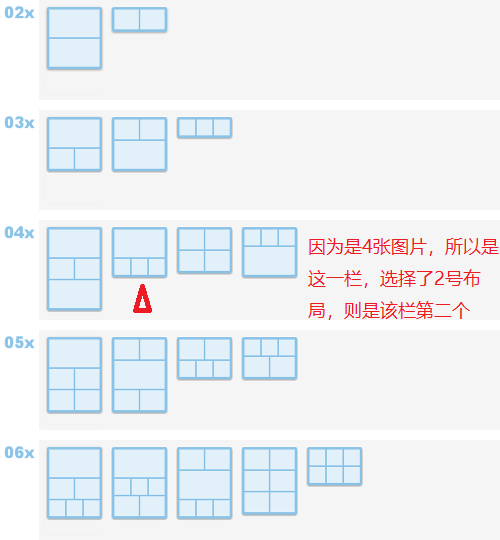 02x
03x
04x
因为是4张图片，所以是
这一栏，选择了2号布
局，则是该栏第二个
05x
06x